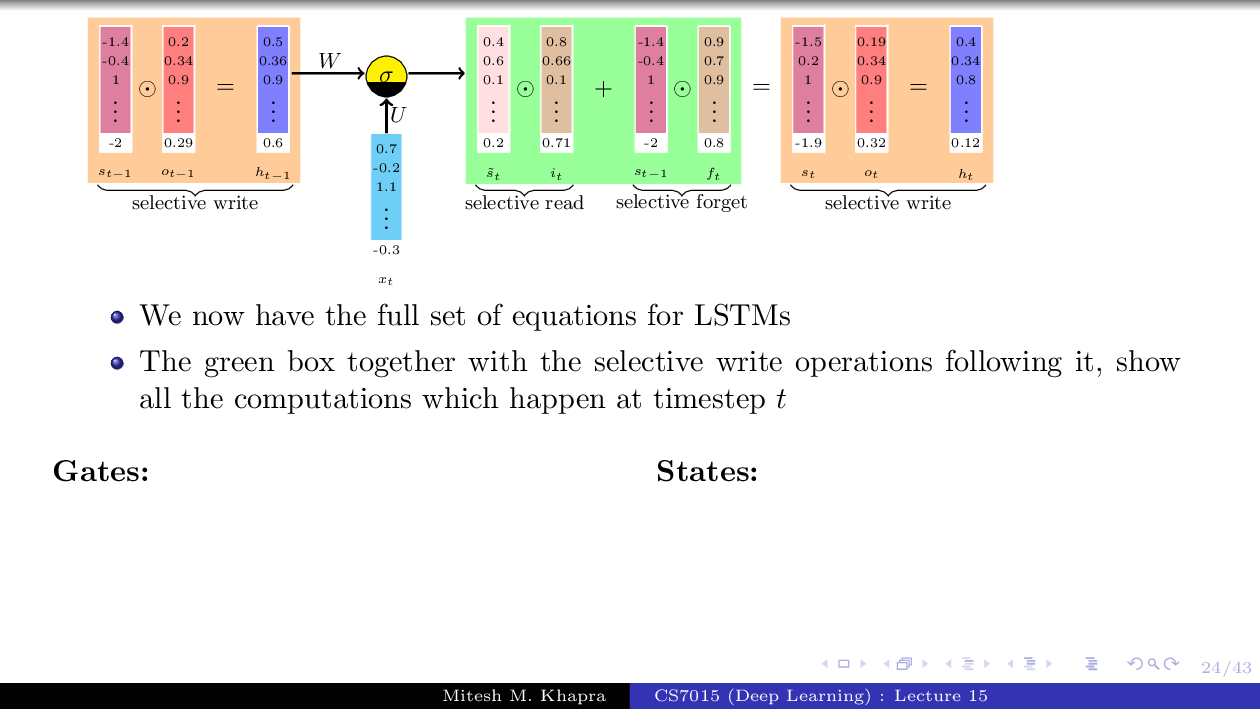 -1.4 0.2 0.5 0.4 0.8 -1.4 0.9 -1.5 0.19 0.4
-0.4 0.34 0.36 W 0.6 0.66 -0.4 0.7 0.2 0.34 0.34
1 ⊙ 0.9 = 0.9 σ 0.1 ⊙ 0.1 + 1 ⊙ 0.9 = 1 ⊙ 0.9 = 0.8
⋮ ⋮ ⋮ U ⋮ ⋮ ⋮ ⋮ ⋮ ⋮ ⋮
-2 0.29 0.6 0.2 0.71 -2 0.8 -1.9 0.32 0.12
s_{t−1} o_{t−1} h_{t−1} s̃_t i_t s_{t−1} f_t s_t o_t h_t
selective write selective read selective forget selective write
0.7
-0.2
1.1
⋮
-0.3
x_t
We now have the full set of equations for LSTMs
The green box together with the selective write operations following it, show
all the computations which happen at timestep t
Gates: States:
24/43
Mitesh M. Khapra CS7015 (Deep Learning) : Lecture 15